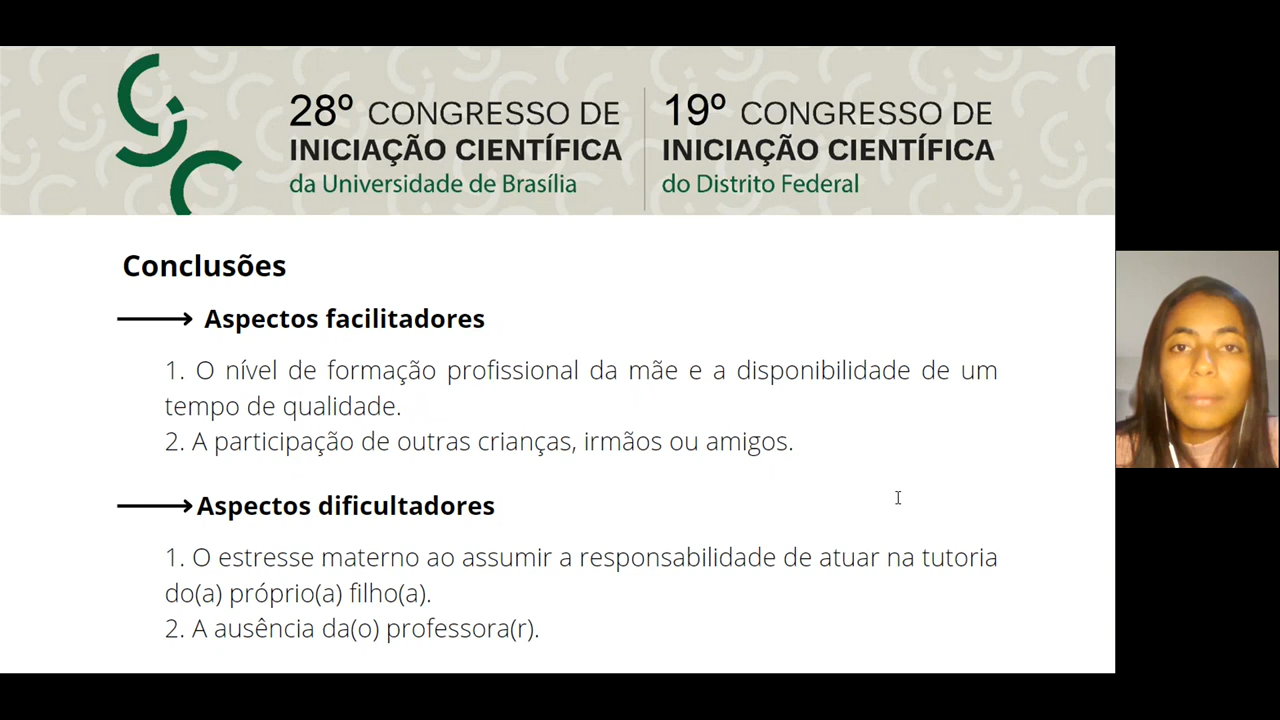 28º CONGRESSO DE
INICIAÇÃO CIENTÍFICA
da Universidade de Brasília
19º CONGRESSO DE
INICIAÇÃO CIENTÍFICA
do Distrito Federal
Conclusões
Aspectos facilitadores
1. O nível de formação profissional da mãe e a disponibilidade de um
tempo de qualidade.
2. A participação de outras crianças, irmãos ou amigos.
Aspectos dificultadores
1. O estresse materno ao assumir a responsabilidade de atuar na tutoria
do(a) próprio(a) filho(a).
2. A ausência da(o) professora(r).